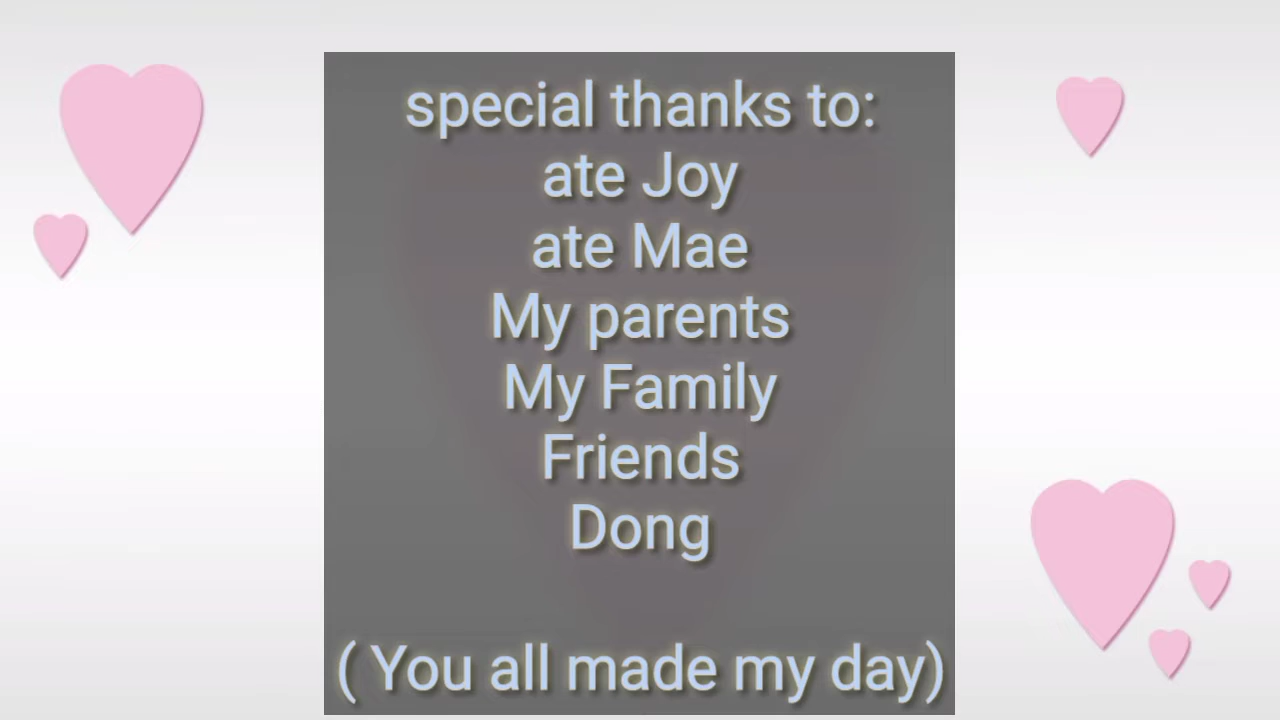 special thanks to:
ate Joy
ate Mae
My parents
My Family
Friends
Dong
( You all made my day)